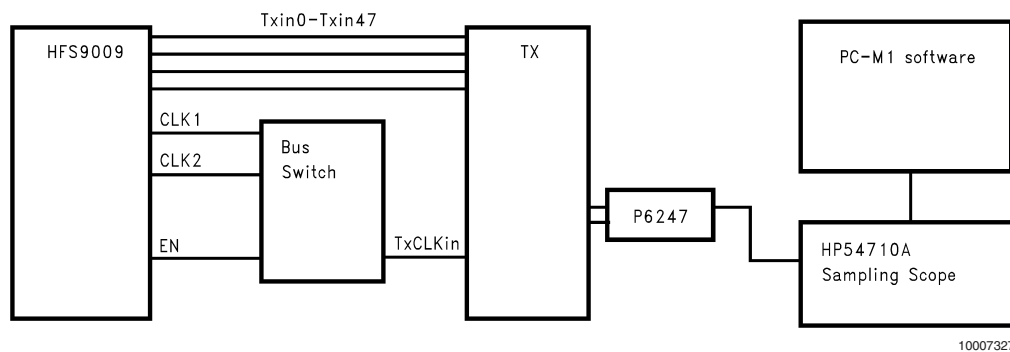 Txin0-Txin47
HFS9009
TX
PC-M1 software
CLK1
CLK2
Bus
Switch
EN
TxCLKin
P6247
HP54710A
Sampling Scope